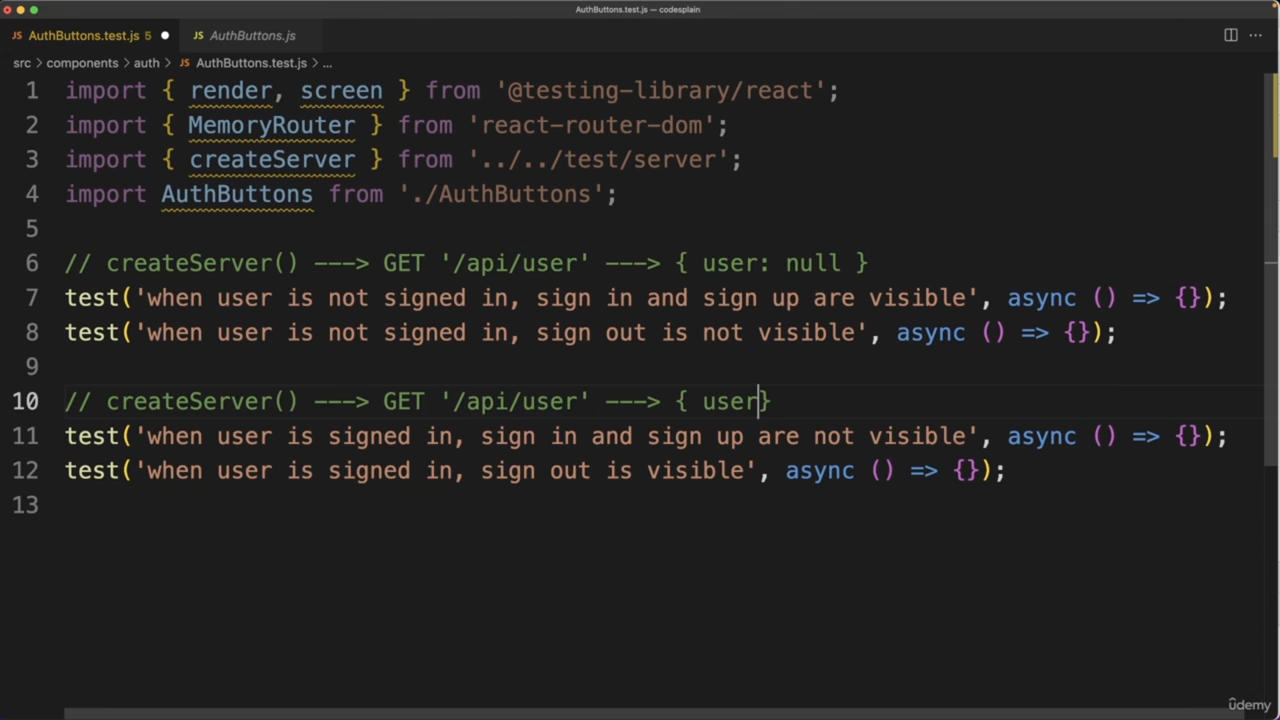 AuthButtons.test.js — codesplain
JS AuthButtons.test.js 5 JS AuthButtons.js
src > components > auth > JS AuthButtons.test.js > ...
1 import { render, screen } from '@testing-library/react';
2 import { MemoryRouter } from 'react-router-dom';
3 import { createServer } from '../../test/server';
4 import AuthButtons from './AuthButtons';
5
6 // createServer() ---> GET '/api/user' ---> { user: null }
7 test('when user is not signed in, sign in and sign up are visible', async () => {});
8 test('when user is not signed in, sign out is not visible', async () => {});
9
10 // createServer() ---> GET '/api/user' ---> { user}
11 test('when user is signed in, sign in and sign up are not visible', async () => {});
12 test('when user is signed in, sign out is visible', async () => {});
13
ûdemy